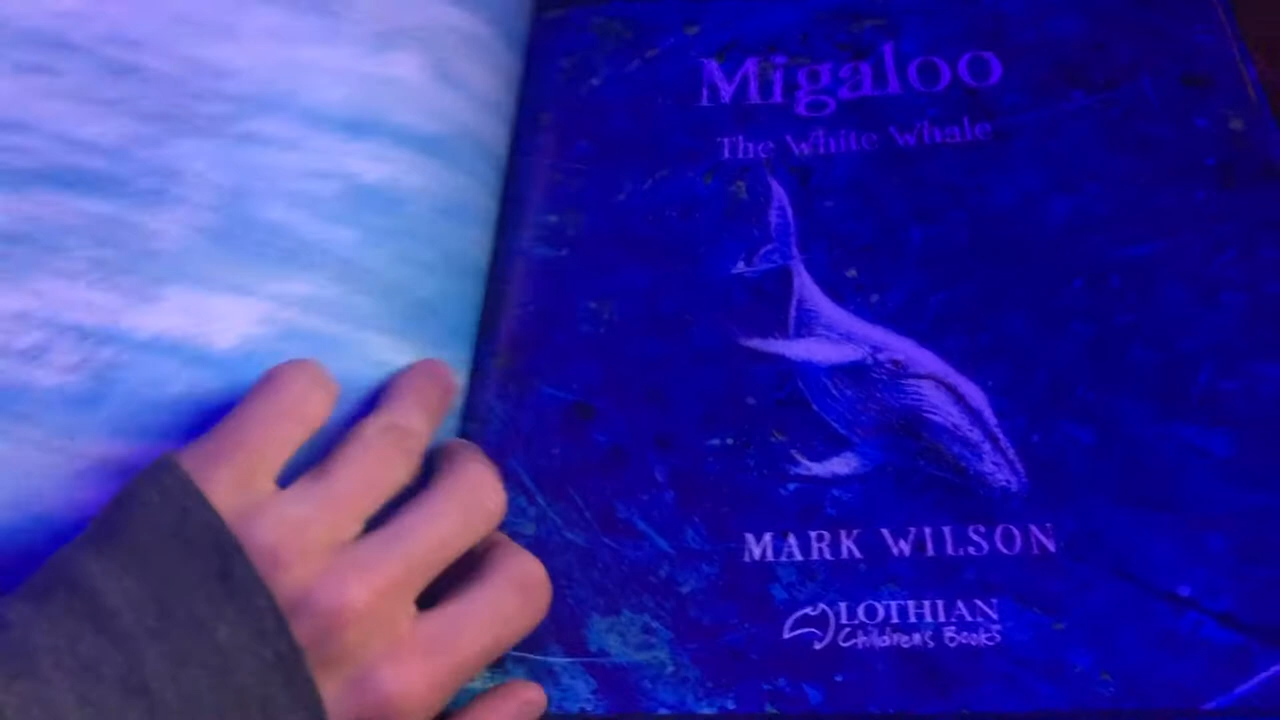 Migaloo
The White Whale
MARK WILSON
LOTHIAN
Children's Books